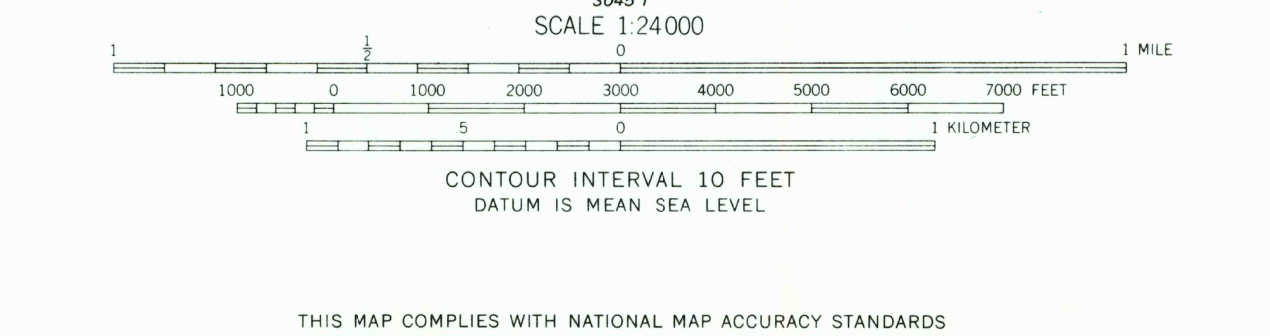 SCALE 1:24000
1 1/2 0 1 MILE
1000 0 1000 2000 3000 4000 5000 6000 7000 FEET
1 .5 0 1 KILOMETER
CONTOUR INTERVAL 10 FEET
DATUM IS MEAN SEA LEVEL
THIS MAP COMPLIES WITH NATIONAL MAP ACCURACY STANDARDS